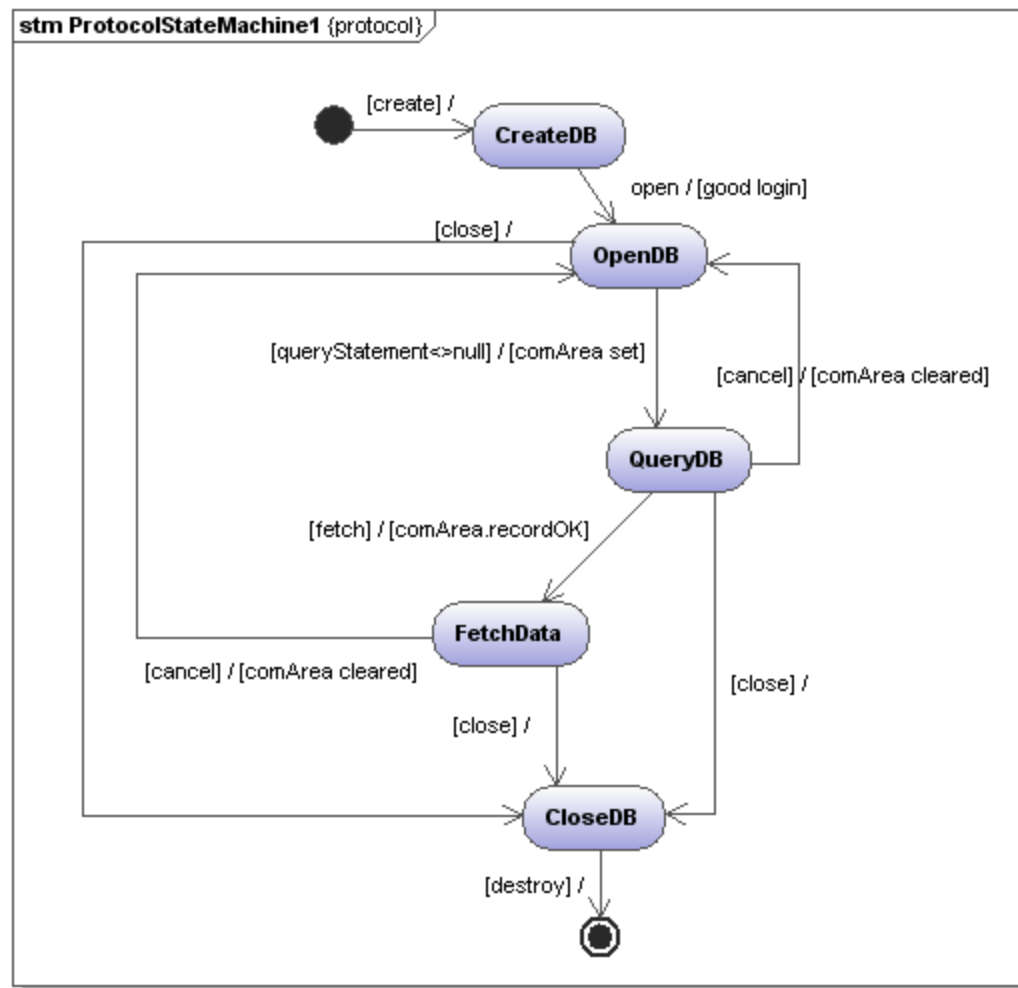 stm ProtocolStateMachine1 {protocol}
[create] /
CreateDB
open / [good login]
[close] /
OpenDB
[queryStatement<>null] / [comArea set]
[cancel] / [comArea cleared]
QueryDB
[fetch] / [comArea.recordOK]
FetchData
[cancel] / [comArea cleared]
[close] /
[close] /
CloseDB
[destroy] /